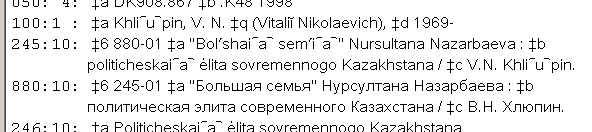 050: 4: ‡a DK908.867 ‡b .K48 1998
100:1 : ‡a Khli͡upin, V. N. ‡q (Vitaliĭ Nikolaevich), ‡d 1969-
245:10: ‡6 880-01 ‡a "Bolʹshai͡a semʹi͡a" Nursultana Nazarbaeva : ‡b
politicheskai͡a ėlita sovremennogo Kazakhstana / ‡c V.N. Khli͡upin.
880:10: ‡6 245-01 ‡a "Большая семья" Нурсултана Назарбаева : ‡b
политическая элита современного Казахстана / ‡c В.Н. Хлюпин.
246:10: ‡a Politicheskai͡a ėlita sovremennogo Kazakhstana